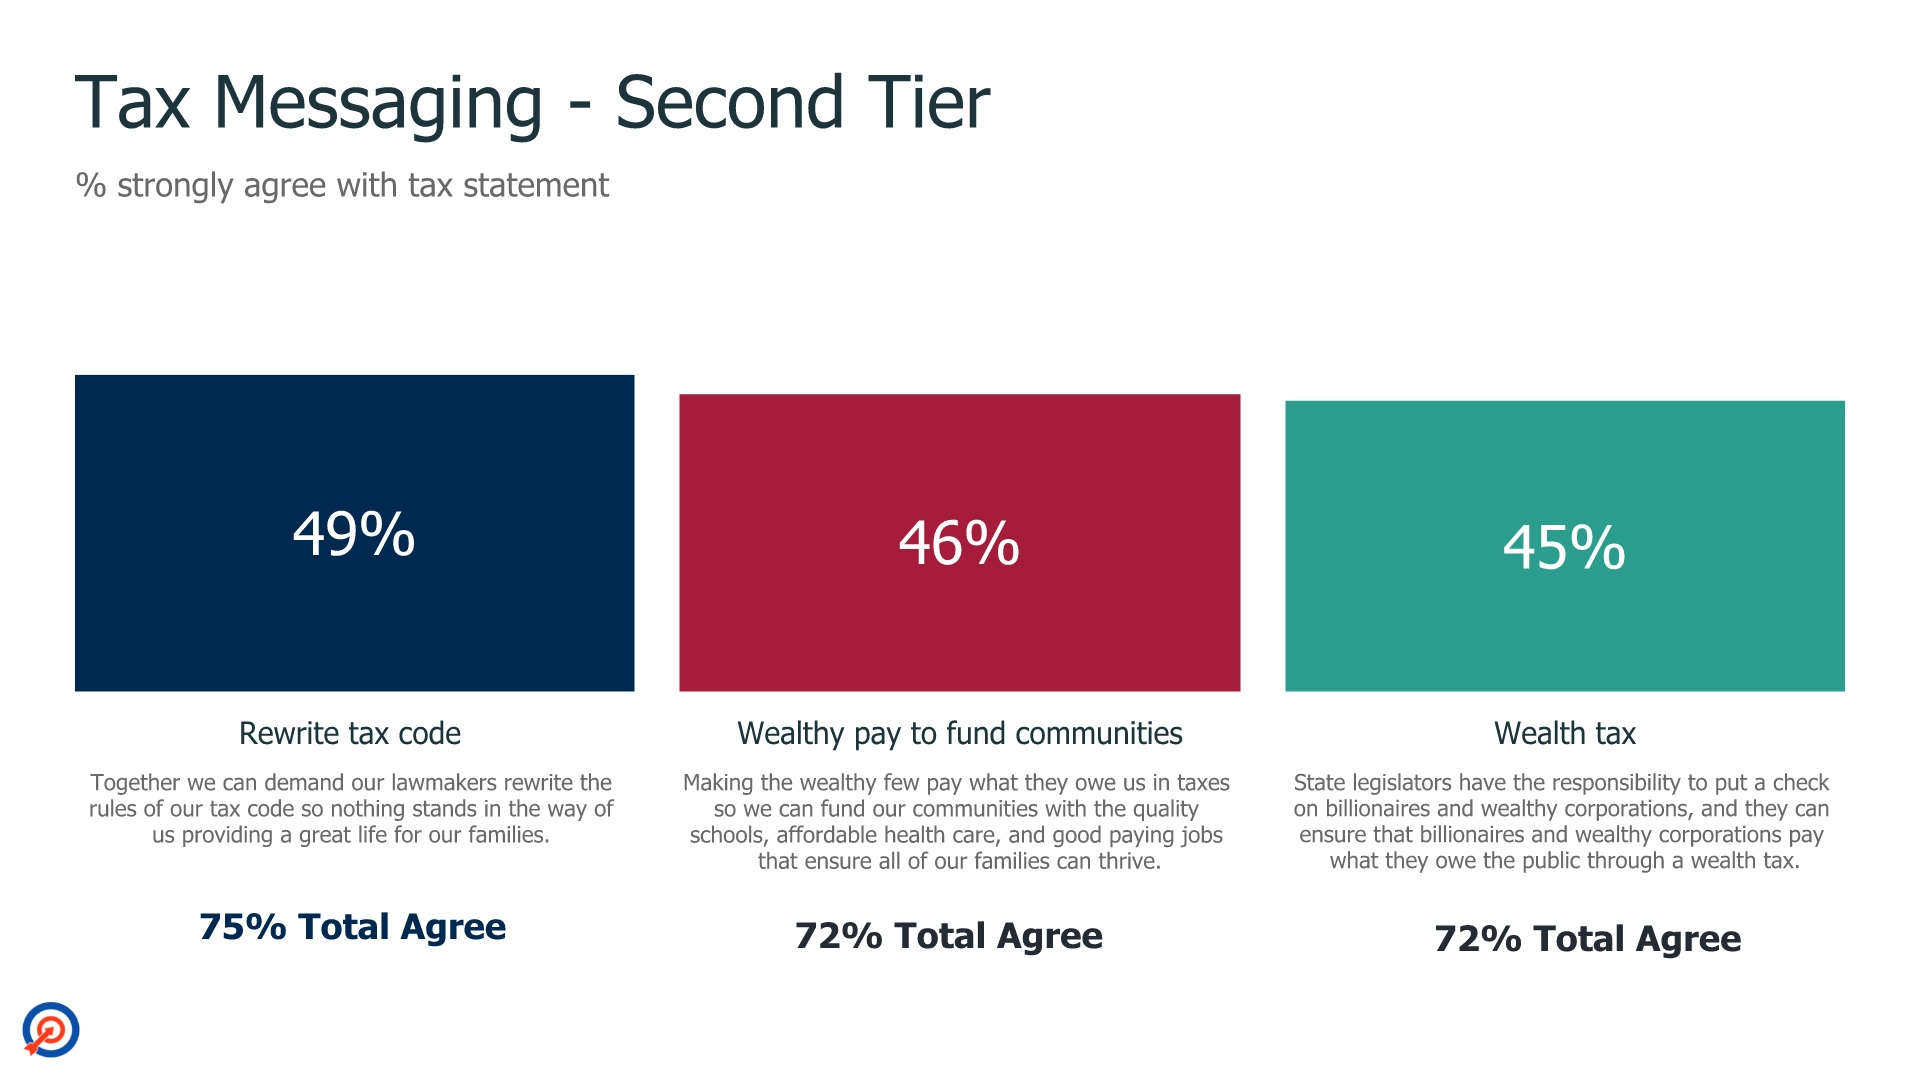 Tax Messaging - Second Tier
% strongly agree with tax statement
49%
46%
45%
Rewrite tax code
Together we can demand our lawmakers rewrite the
rules of our tax code so nothing stands in the way of
us providing a great life for our families.
75% Total Agree
Wealthy pay to fund communities
Making the wealthy few pay what they owe us in taxes
so we can fund our communities with the quality
schools, affordable health care, and good paying jobs
that ensure all of our families can thrive.
72% Total Agree
Wealth tax
State legislators have the responsibility to put a check
on billionaires and wealthy corporations, and they can
ensure that billionaires and wealthy corporations pay
what they owe the public through a wealth tax.
72% Total Agree